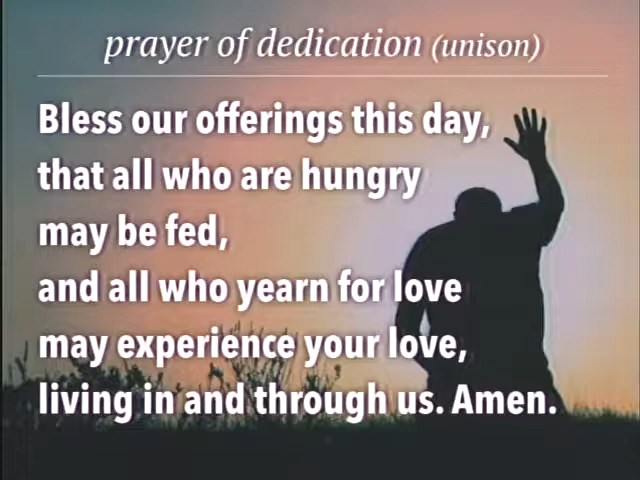 prayer of dedication (unison)
Bless our offerings this day,
that all who are hungry
may be fed,
and all who yearn for love
may experience your love,
living in and through us. Amen.